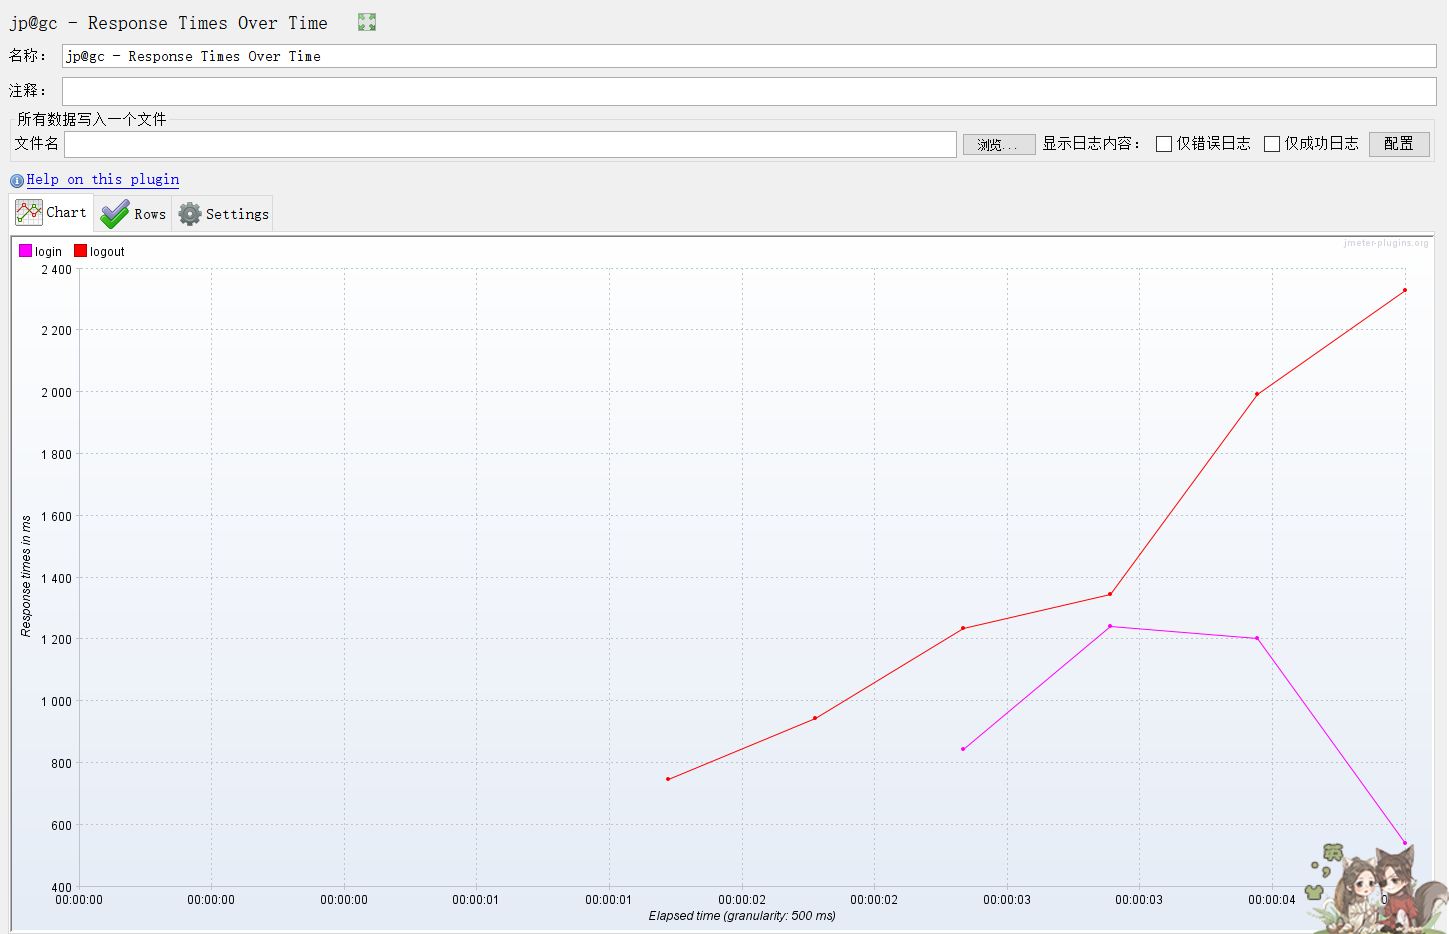 jp@gc - Response Times Over Time
名称： jp@gc - Response Times Over Time
注释：
所有数据写入一个文件
文件名 浏览... 显示日志内容： 仅错误日志 仅成功日志 配置
Help on this plugin
Chart Rows Settings
login logout jmeter-plugins.org
2 400
2 200
2 000
1 800
1 600
1 400
1 200
1 000
800
600
400
Response times in ms
00:00:00 00:00:00 00:00:00 00:00:01 00:00:01 00:00:02 00:00:02 00:00:03 00:00:03 00:00:04
Elapsed time (granularity: 500 ms)
英